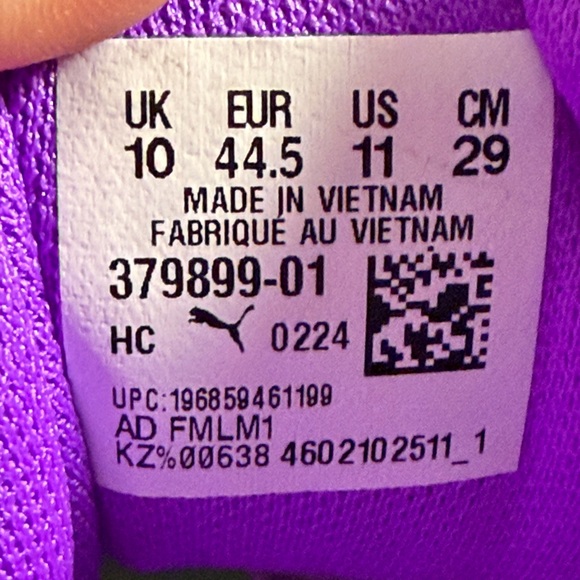 UK EUR US CM
10 44.5 11 29
MADE IN VIETNAM
FABRIQUÉ AU VIETNAM
379899-01
HC 0224
UPC:196859461199
AD FMLM1
KZ%00638 4602102511_1